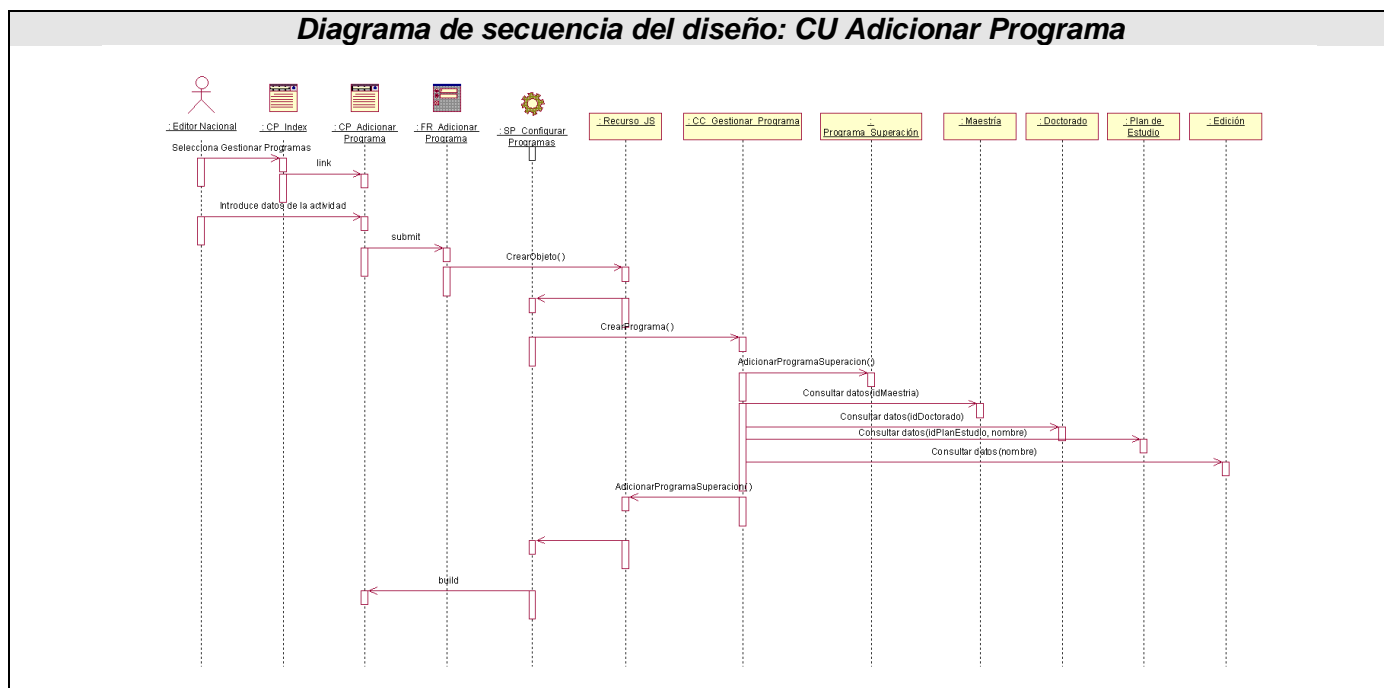 Diagrama de secuencia del diseño: CU Adicionar Programa
: Editor Nacional
: CP_Index
: CP_Adicionar
Programa
: FR_Adicionar
Programa
: SP_Configurar
Programas
: Recurso_JS
: CC_Gestionar_Programa
:
Programa_Superación
: Maestría
: Doctorado
: Plan de
Estudio
: Edición
Selecciona Gestionar Programas
link
Introduce datos de la actividad
submit
CrearObjeto()
CrearPrograma()
AdicionarProgramaSuperacion()
Consultar datos(idMaestria)
Consultar datos(idDoctorado)
Consultar datos(idPlanEstudio, nombre)
Consultar datos(nombre)
AdicionarProgramaSuperacion()
build